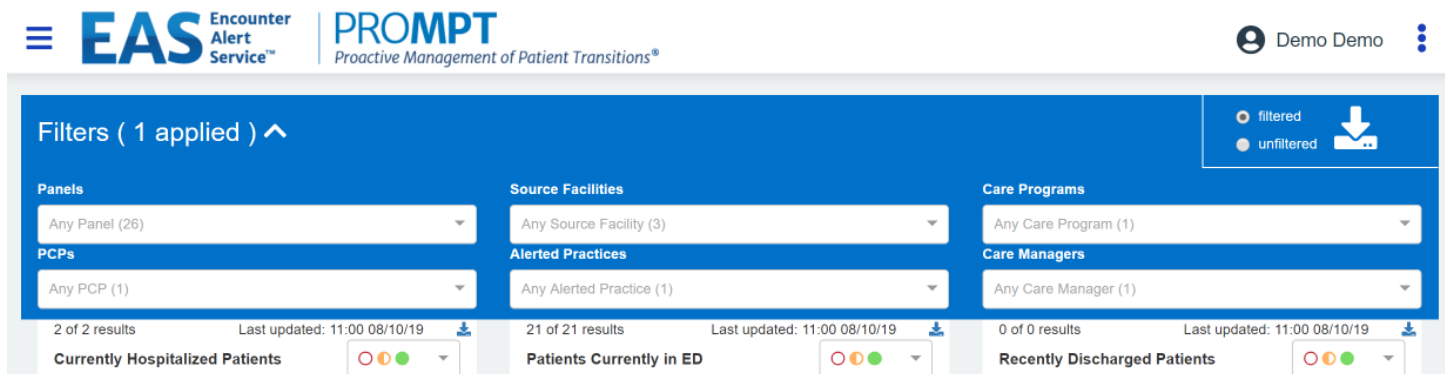 EAS Encounter Alert Service™
PROMPT
Proactive Management of Patient Transitions®
Demo Demo
Filters ( 1 applied )
filtered
unfiltered
Panels
Any Panel (26)
Source Facilities
Any Source Facility (3)
Care Programs
Any Care Program (1)
PCPs
Any PCP (1)
Alerted Practices
Any Alerted Practice (1)
Care Managers
Any Care Manager (1)
2 of 2 results Last updated: 11:00 08/10/19
Currently Hospitalized Patients
21 of 21 results Last updated: 11:00 08/10/19
Patients Currently in ED
0 of 0 results Last updated: 11:00 08/10/19
Recently Discharged Patients